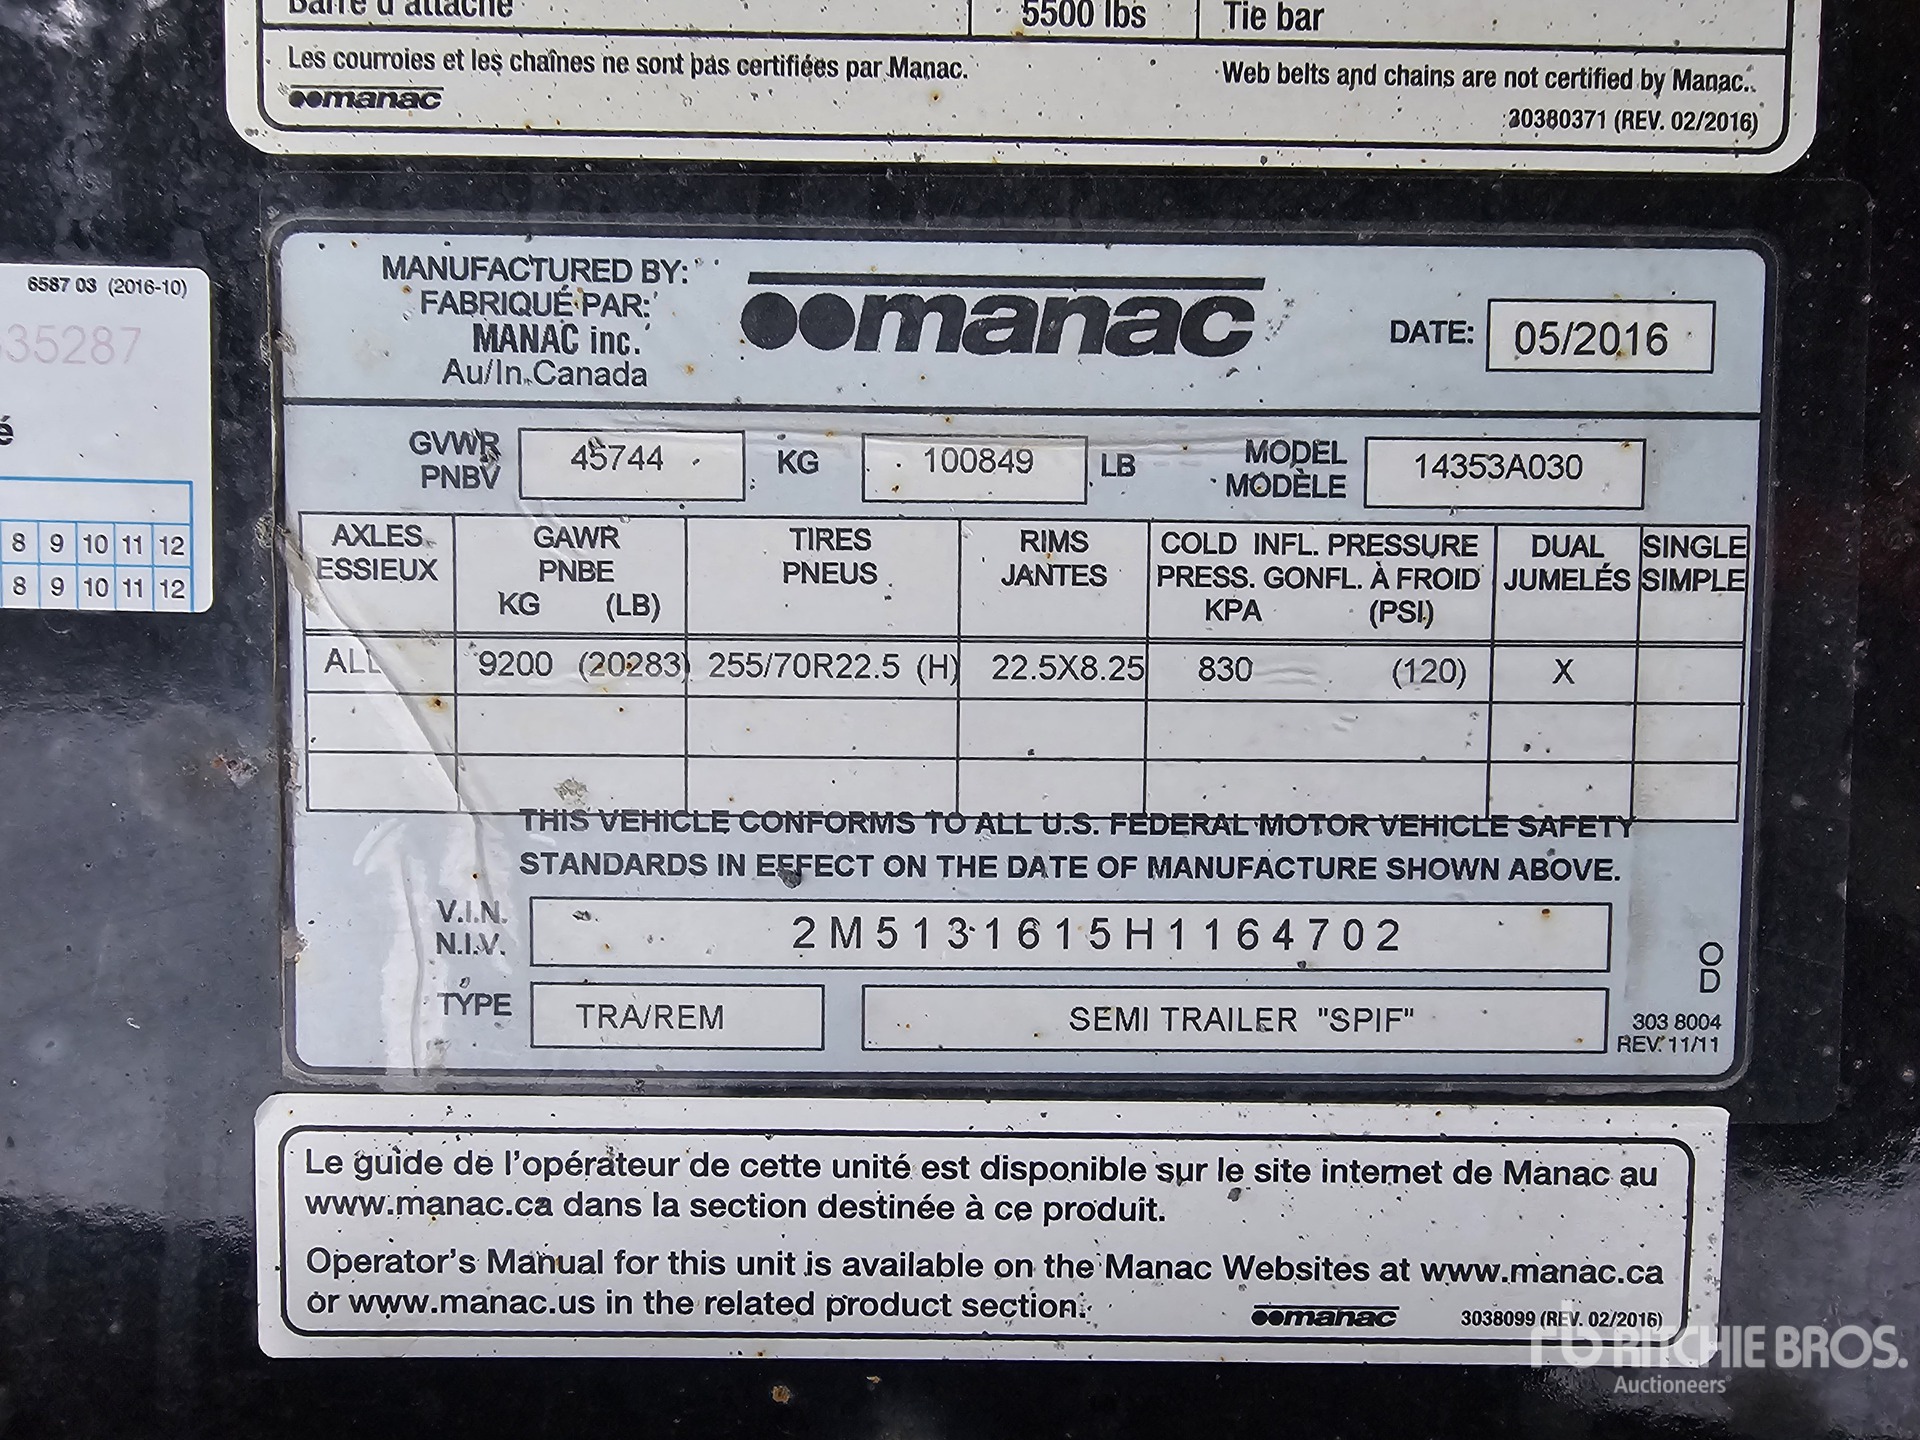 Barre d'attache 5500 lbs Tie bar
Les courroies et les chaînes ne sont pas certifiées par Manac.
Web belts and chains are not certified by Manac.
manac
30380371 (REV. 02/2016)
6587 03 (2016-10)
35287
é
8 9 10 11 12
8 9 10 11 12
MANUFACTURED BY:
FABRIQUÉ PAR:
MANAC inc.
Au/In Canada
manac
DATE: 05/2016
GVWR
PNBV
45744 KG
100849 LB
MODEL
MODÈLE
14353A030
AXLES
ESSIEUX
GAWR
PNBE
KG (LB)
TIRES
PNEUS
RIMS
JANTES
COLD INFL. PRESSURE
PRESS. GONFL. À FROID
KPA (PSI)
DUAL
JUMELÉS
SINGLE
SIMPLE
ALL 9200 (20283) 255/70R22.5 (H) 22.5X8.25 830 (120) X
THIS VEHICLE CONFORMS TO ALL U.S. FEDERAL MOTOR VEHICLE SAFETY
STANDARDS IN EFFECT ON THE DATE OF MANUFACTURE SHOWN ABOVE.
V.I.N.
N.I.V.
2M5131615H1164702
TYPE TRA/REM SEMI TRAILER "SPIF"
O
D
303 8004
REV. 11/11
Le guide de l'opérateur de cette unité est disponible sur le site internet de Manac au
www.manac.ca dans la section destinée à ce produit.
Operator's Manual for this unit is available on the Manac Websites at www.manac.ca
or www.manac.us in the related product section.
manac
3038099 (REV. 02/2016)
rb RITCHIE BROS.
Auctioneers